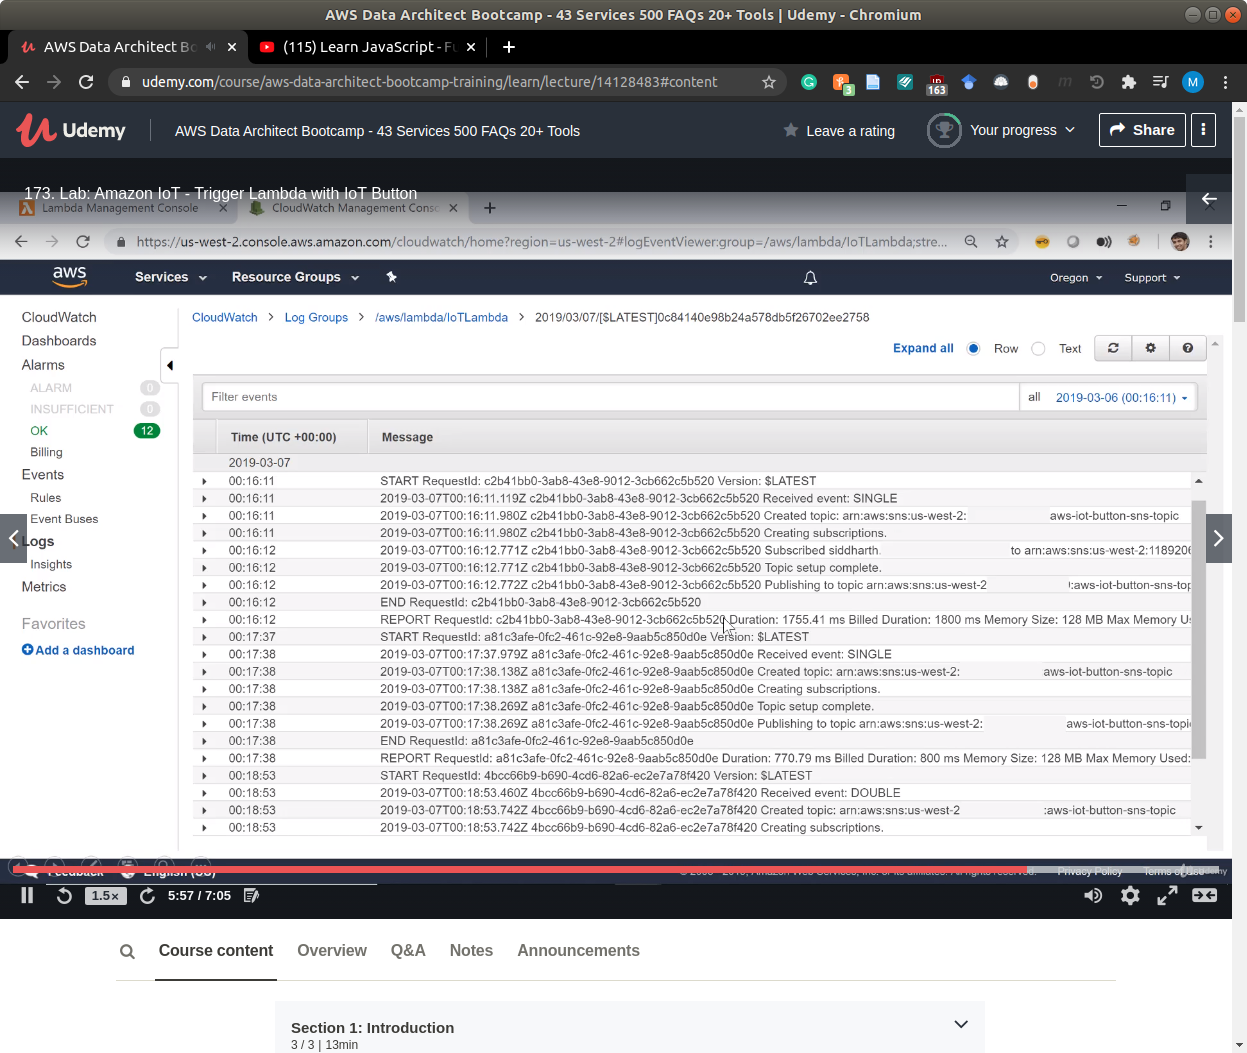 AWS Data Architect Bootcamp - 43 Services 500 FAQs 20+ Tools | Udemy - Chromium
AWS Data Architect Bo
(115) Learn JavaScript - Fu
udemy.com/course/aws-data-architect-bootcamp-training/learn/lecture/14128483#content
3
163
M
Udemy
AWS Data Architect Bootcamp - 43 Services 500 FAQs 20+ Tools
Leave a rating
Your progress
Share
173. Lab: Amazon IoT - Trigger Lambda with IoT Button
Lambda Management Console
CloudWatch Management Consc
https://us-west-2.console.aws.amazon.com/cloudwatch/home?region=us-west-2#logEventViewer:group=/aws/lambda/IoTLambda;stre...
aws
Services
Resource Groups
Oregon
Support
CloudWatch
Dashboards
Alarms
ALARM 0
INSUFFICIENT 0
OK 12
Billing
Events
Rules
Event Buses
Logs
Insights
Metrics
Favorites
Add a dashboard
CloudWatch > Log Groups > /aws/lambda/IoTLambda > 2019/03/07/[$LATEST]0c84140e98b24a578db5f26702ee2758
Expand all Row Text
Filter events
all 2019-03-06 (00:16:11)
Time (UTC +00:00) Message
2019-03-07
00:16:11 START RequestId: c2b41bb0-3ab8-43e8-9012-3cb662c5b520 Version: $LATEST
00:16:11 2019-03-07T00:16:11.119Z c2b41bb0-3ab8-43e8-9012-3cb662c5b520 Received event: SINGLE
00:16:11 2019-03-07T00:16:11.980Z c2b41bb0-3ab8-43e8-9012-3cb662c5b520 Created topic: arn:aws:sns:us-west-2: aws-iot-button-sns-topic
00:16:11 2019-03-07T00:16:11.980Z c2b41bb0-3ab8-43e8-9012-3cb662c5b520 Creating subscriptions.
00:16:12 2019-03-07T00:16:12.771Z c2b41bb0-3ab8-43e8-9012-3cb662c5b520 Subscribed siddharth. to arn:aws:sns:us-west-2:1189206
00:16:12 2019-03-07T00:16:12.772Z c2b41bb0-3ab8-43e8-9012-3cb662c5b520 Topic setup complete.
00:16:12 2019-03-07T00:16:12.772Z c2b41bb0-3ab8-43e8-9012-3cb662c5b520 Publishing to topic arn:aws:sns:us-west-2 :aws-iot-button-sns-top
00:16:12 END RequestId: c2b41bb0-3ab8-43e8-9012-3cb662c5b520
00:16:12 REPORT RequestId: c2b41bb0-3ab8-43e8-9012-3cb662c5b520 Duration: 1755.41 ms Billed Duration: 1800 ms Memory Size: 128 MB Max Memory Us
00:17:37 START RequestId: a81c3afe-0fc2-461c-92e8-9aab5c850d0e Version: $LATEST
00:17:38 2019-03-07T00:17:37.979Z a81c3afe-0fc2-461c-92e8-9aab5c850d0e Received event: SINGLE
00:17:38 2019-03-07T00:17:38.138Z a81c3afe-0fc2-461c-92e8-9aab5c850d0e Created topic: arn:aws:sns:us-west-2: aws-iot-button-sns-topic
00:17:38 2019-03-07T00:17:38.138Z a81c3afe-0fc2-461c-92e8-9aab5c850d0e Creating subscriptions.
00:17:38 2019-03-07T00:17:38.269Z a81c3afe-0fc2-461c-92e8-9aab5c850d0e Topic setup complete.
00:17:38 2019-03-07T00:17:38.269Z a81c3afe-0fc2-461c-92e8-9aab5c850d0e Publishing to topic arn:aws:sns:us-west-2: aws-iot-button-sns-topi
00:17:38 END RequestId: a81c3afe-0fc2-461c-92e8-9aab5c850d0e
00:17:38 REPORT RequestId: a81c3afe-0fc2-461c-92e8-9aab5c850d0e Duration: 770.79 ms Billed Duration: 800 ms Memory Size: 128 MB Max Memory Used:
00:18:53 START RequestId: 4bcc66b9-b690-4cd6-82a6-ec2e7a78f420 Version: $LATEST
00:18:53 2019-03-07T00:18:53.460Z 4bcc66b9-b690-4cd6-82a6-ec2e7a78f420 Received event: DOUBLE
00:18:53 2019-03-07T00:18:53.742Z 4bcc66b9-b690-4cd6-82a6-ec2e7a78f420 Created topic: arn:aws:sns:us-west-2 :aws-iot-button-sns-topic
00:18:53 2019-03-07T00:18:53.742Z 4bcc66b9-b690-4cd6-82a6-ec2e7a78f420 Creating subscriptions.
Feedback English (US) Privacy Policy Terms of Use
1.5x 5:57 / 7:05
Course content Overview Q&A Notes Announcements
Section 1: Introduction
3 / 3 | 13min